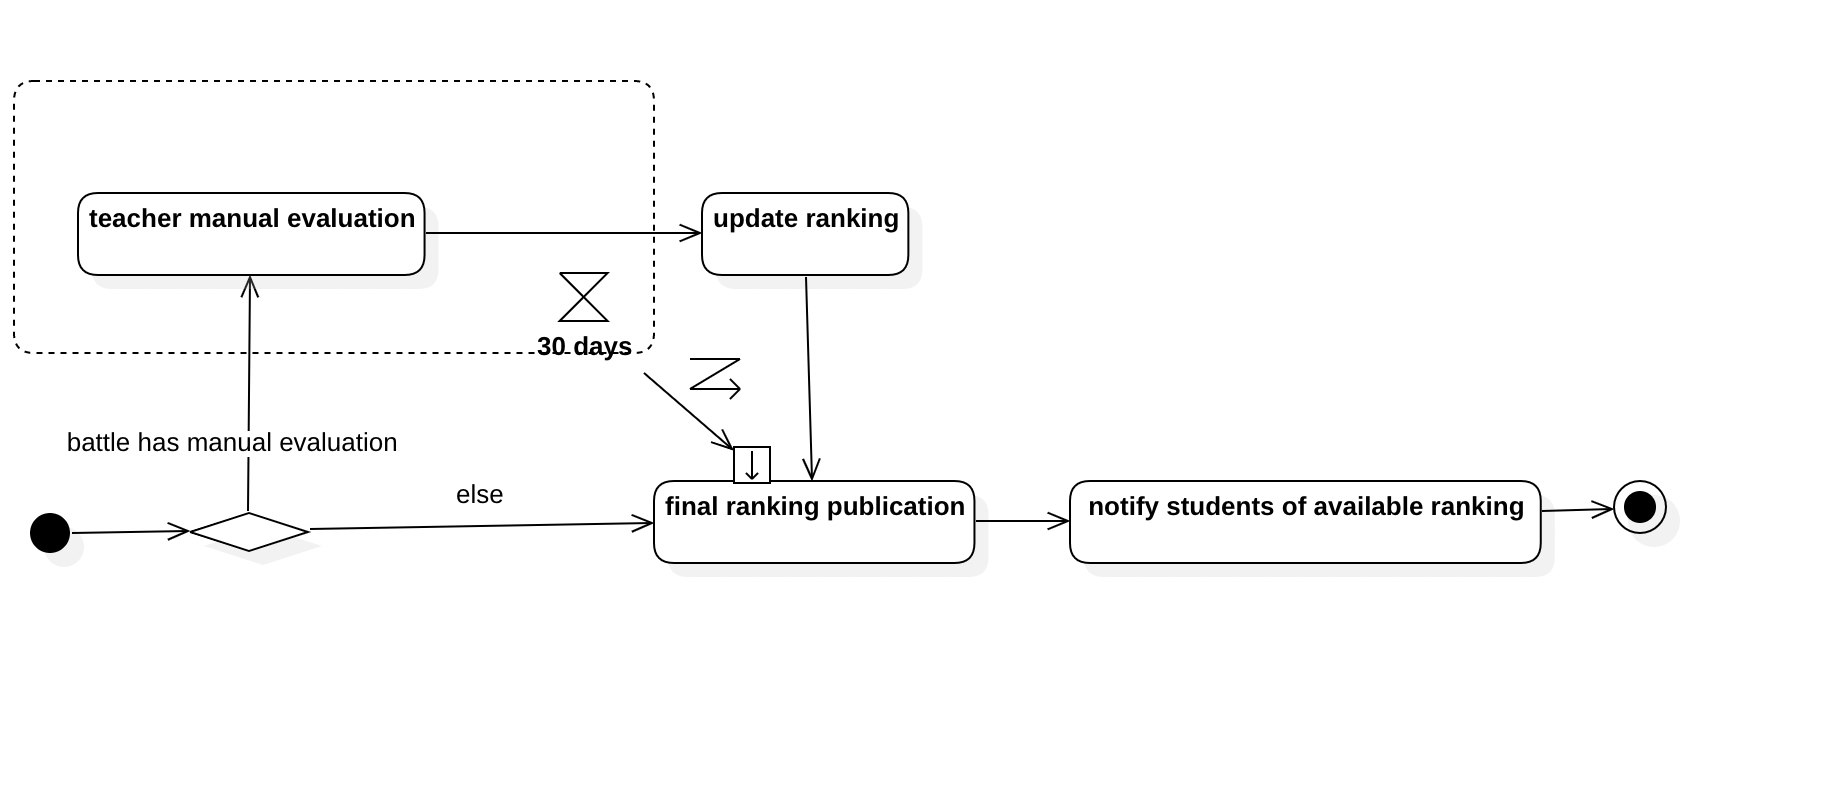 teacher manual evaluation
update ranking
30 days
battle has manual evaluation
else
final ranking publication
notify students of available ranking